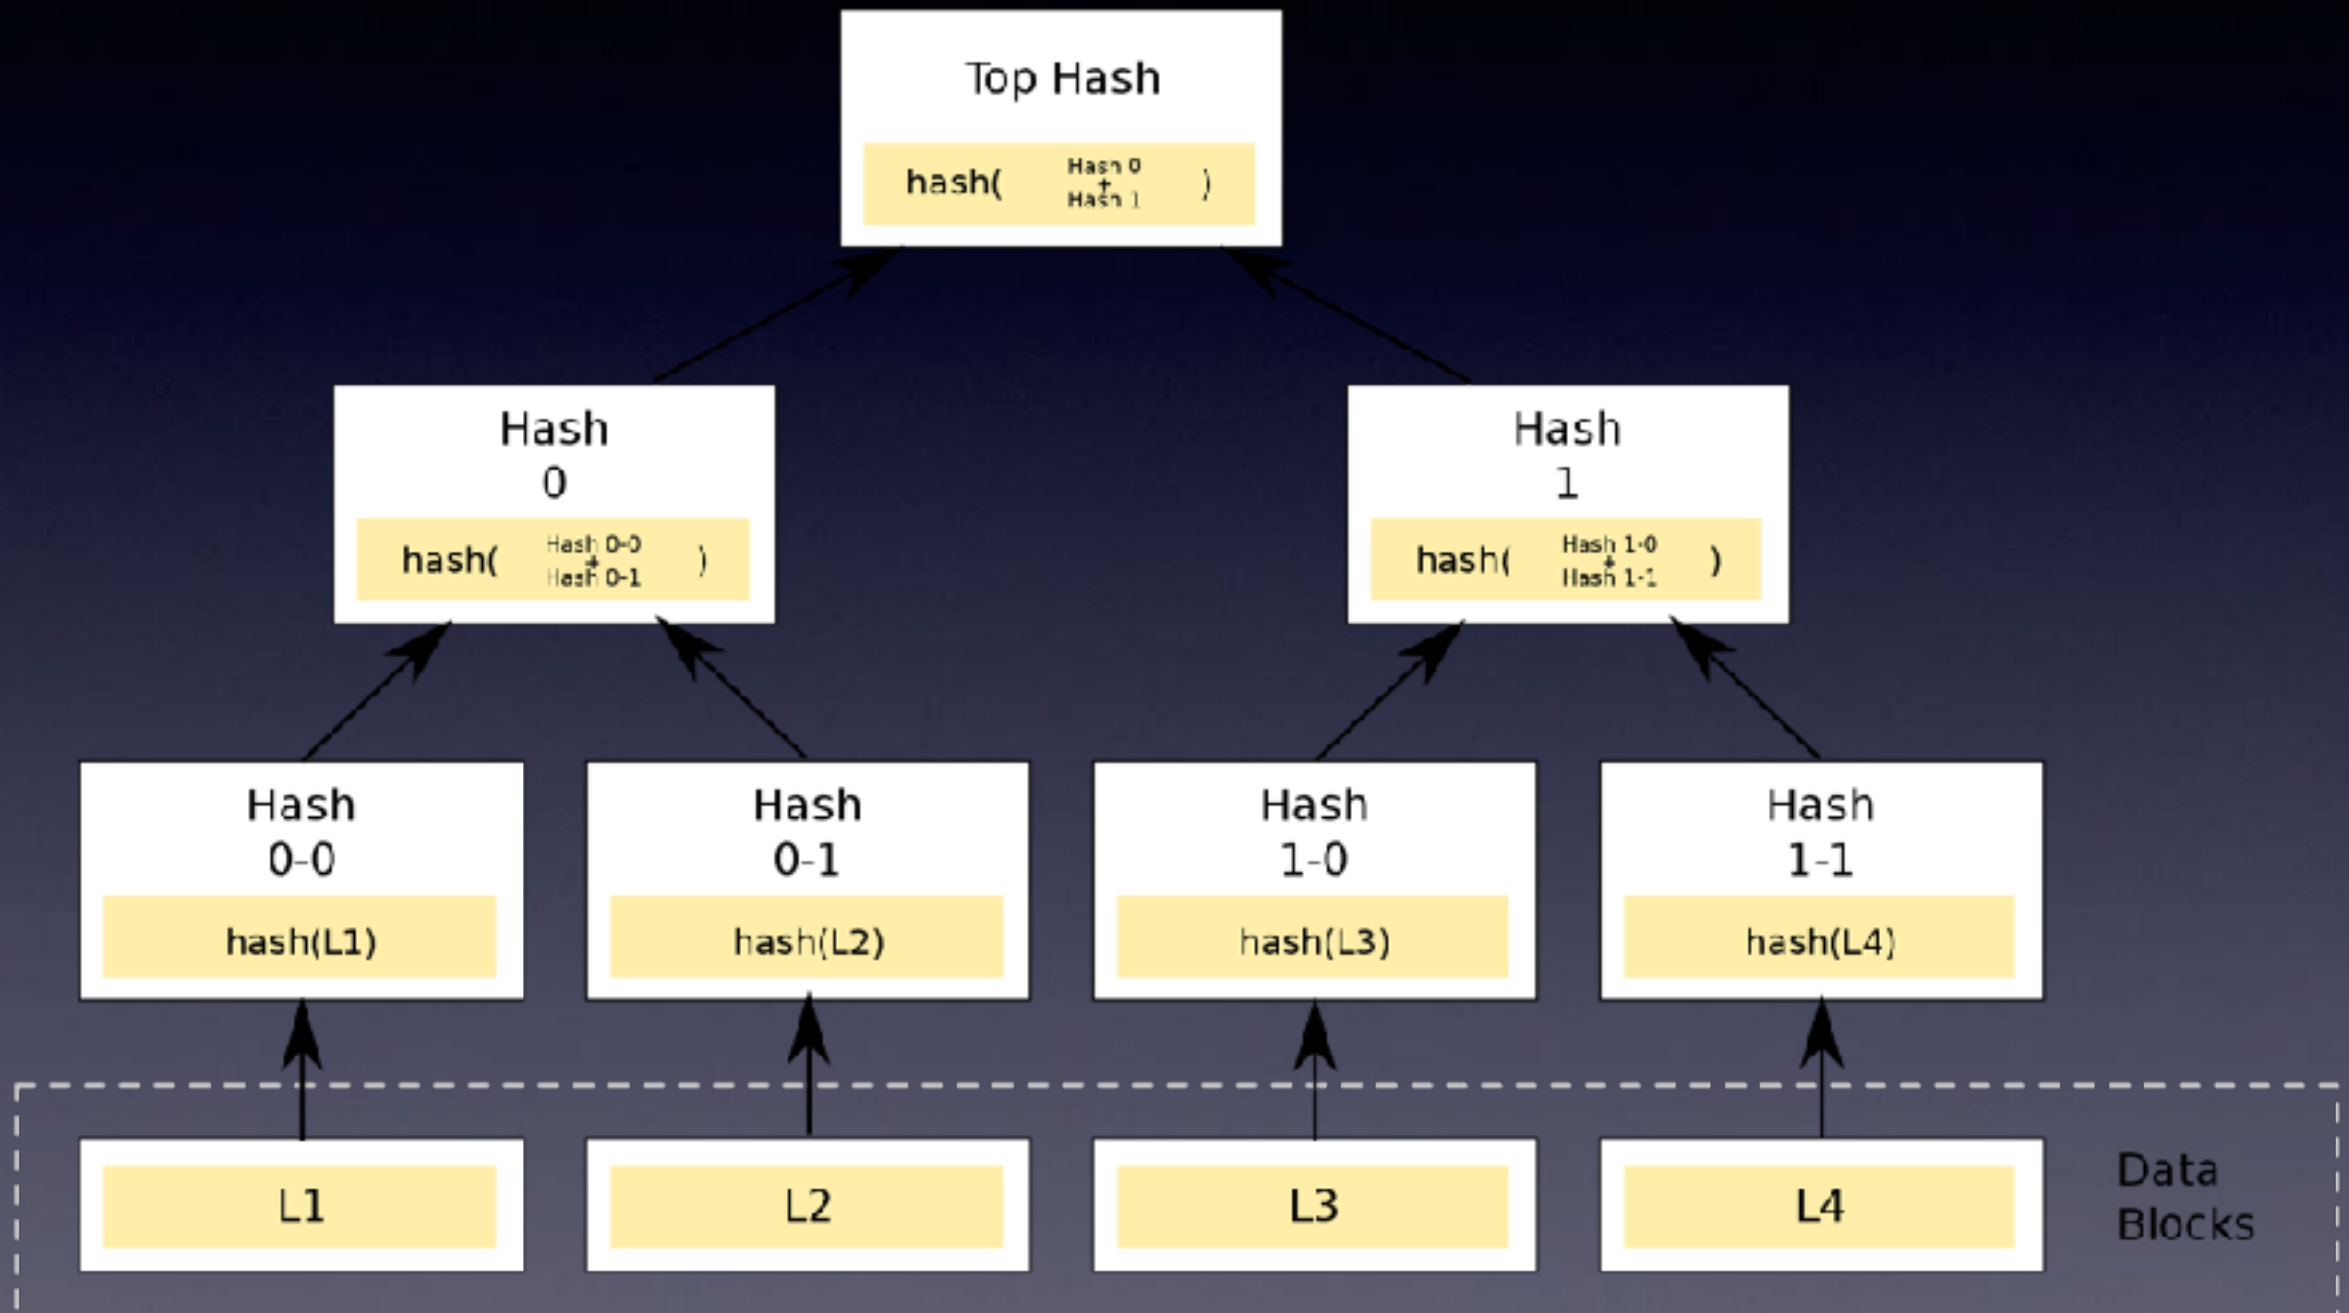 Top Hash
hash(
Hash 0
+
Hash 1
)
Hash
0
hash(
Hash 0-0
+
Hash 0-1
)
Hash
1
hash(
Hash 1-0
+
Hash 1-1
)
Hash
0-0
hash(L1)
Hash
0-1
hash(L2)
Hash
1-0
hash(L3)
Hash
1-1
hash(L4)
L1
L2
L3
L4
Data
Blocks